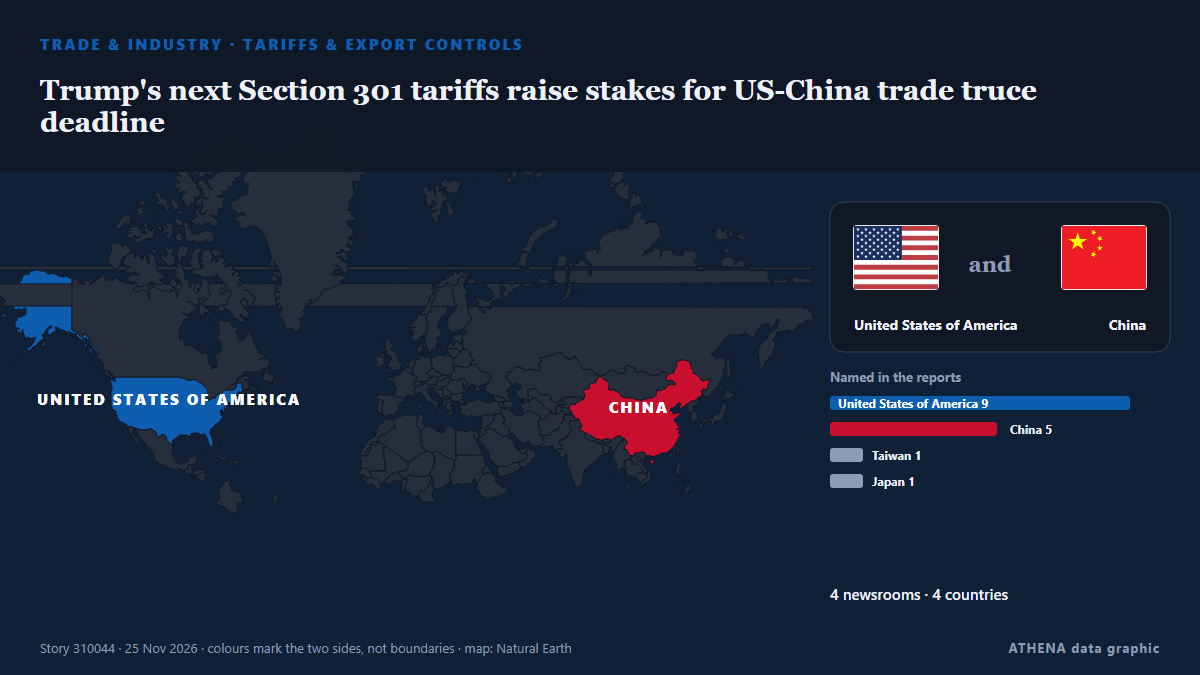 TRADE & INDUSTRY · TARIFFS & EXPORT CONTROLS
Trump's next Section 301 tariffs raise stakes for US-China trade truce
deadline
and
United States of America
China
UNITED STATES OF AMERICA
CHINA
Named in the reports
United States of America 9
China 5
Taiwan 1
Japan 1
4 newsrooms · 4 countries
Story 310044 · 25 Nov 2026 · colours mark the two sides, not boundaries · map: Natural Earth
ATHENA data graphic